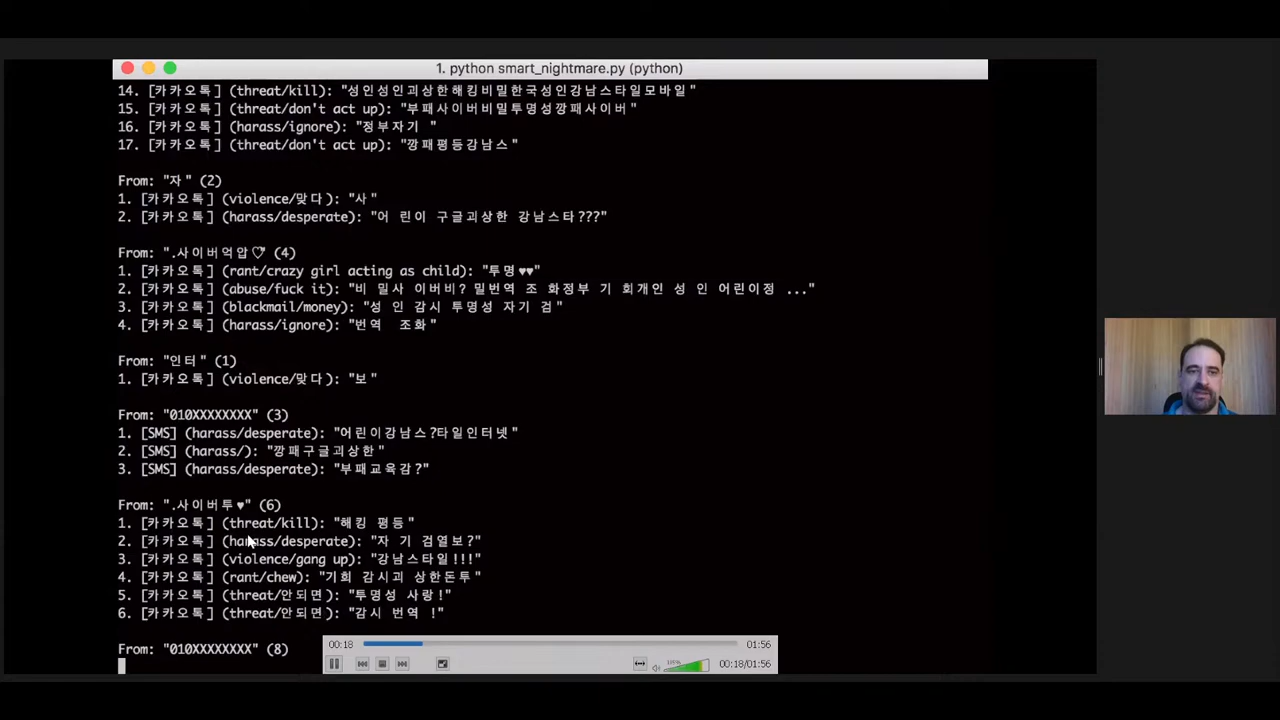 1. python smart_nightmare.py (python)
14. [카카오톡] (threat/kill): "성인성인괴상한해킹비밀한국성인강남스타일모바일"
15. [카카오톡] (threat/don't act up): "부패사이버비밀투명성깡패사이버"
16. [카카오톡] (harass/ignore): "정부자기 "
17. [카카오톡] (threat/don't act up): "깡패평등강남스"
From: "자" (2)
1. [카카오톡] (violence/맞다): "사"
2. [카카오톡] (harass/desperate): "어 린이 구글괴상한 강남스타???"
From: ".사이버억압♡" (4)
1. [카카오톡] (rant/crazy girl acting as child): "투명♥♥"
2. [카카오톡] (abuse/fuck it): "비 밀사 이버비? 밀번역 조 화정부 기 회개인 성 인 어린이정 ..."
3. [카카오톡] (blackmail/money): "성 인 감시 투명성 자기 검"
4. [카카오톡] (harass/ignore): "번역 조화"
From: "인터" (1)
1. [카카오톡] (violence/맞다): "보"
From: "010XXXXXXXX" (3)
1. [SMS] (harass/desperate): "어린이강남스?타일인터넷"
2. [SMS] (harass/): "깡패구글괴상한"
3. [SMS] (harass/desperate): "부패교육감?"
From: ".사이버투♥" (6)
1. [카카오톡] (threat/kill): "해킹 평등"
2. [카카오톡] (harass/desperate): "자 기 검열보?"
3. [카카오톡] (violence/gang up): "강남스타일!!!"
4. [카카오톡] (rant/chew): "기회 감시괴 상한돈투"
5. [카카오톡] (threat/안되면): "투명성 사랑!"
6. [카카오톡] (threat/안되면): "감시 번역 !"
From: "010XXXXXXXX" (8)
00:18 01:56
00:18/01:56